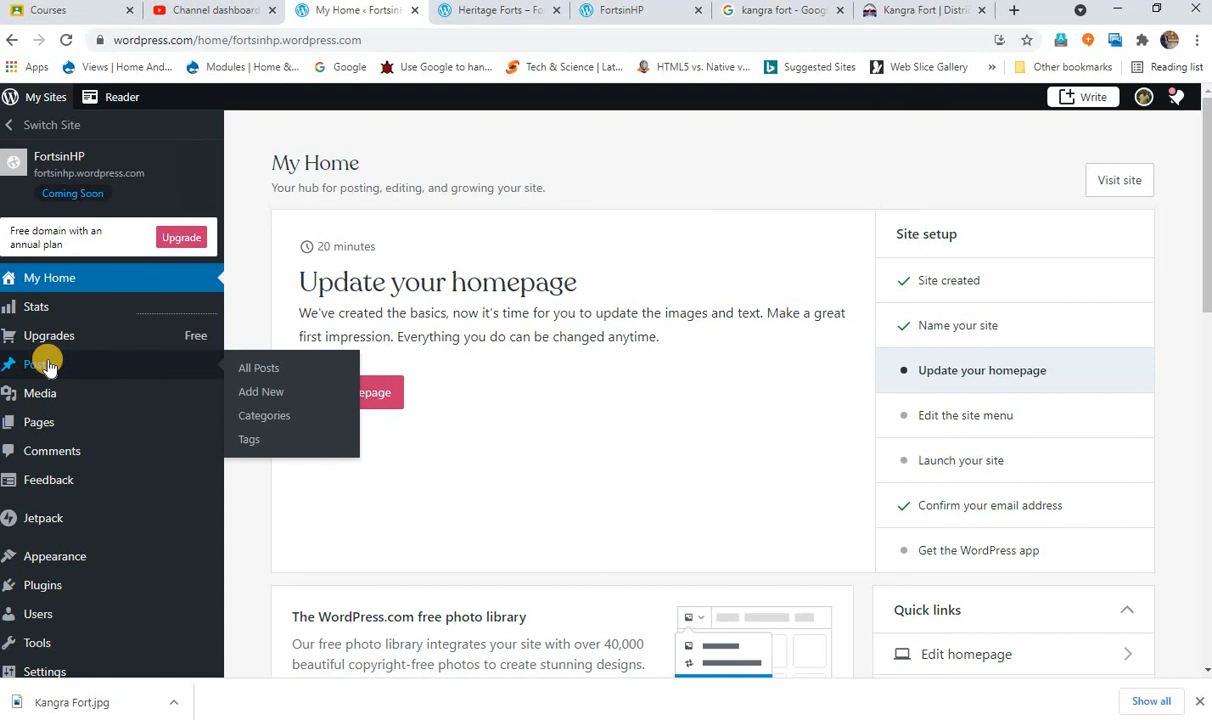 Courses
Channel dashboard
My Home ‹ Fortsinh
Heritage Forts – Fo
FortsinHP
kangra fort - Goog
Kangra Fort | Distri
wordpress.com/home/fortsinhp.wordpress.com
Apps
Views | Home And...
Modules | Home &...
Google
Use Google to han...
Tech & Science | Lat...
HTML5 vs. Native v...
Suggested Sites
Web Slice Gallery
»
Other bookmarks
Reading list
My Sites
Reader
Write
Switch Site
FortsinHP
fortsinhp.wordpress.com
Coming Soon
Free domain with an
annual plan
Upgrade
My Home
Stats
Upgrades
Free
Media
Pages
Comments
Feedback
Jetpack
Appearance
Plugins
Users
Tools
Settings
All Posts
Add New
Categories
Tags
My Home
Your hub for posting, editing, and growing your site.
Visit site
20 minutes
Update your homepage
We've created the basics, now it's time for you to update the images and text. Make a great
first impression. Everything you do can be changed anytime.
epage
Site setup
Site created
Name your site
Update your homepage
Edit the site menu
Launch your site
Confirm your email address
Get the WordPress app
The WordPress.com free photo library
Our free photo library integrates your site with over 40,000
beautiful copyright-free photos to create stunning designs.
Quick links
Edit homepage
Kangra Fort.jpg
Show all